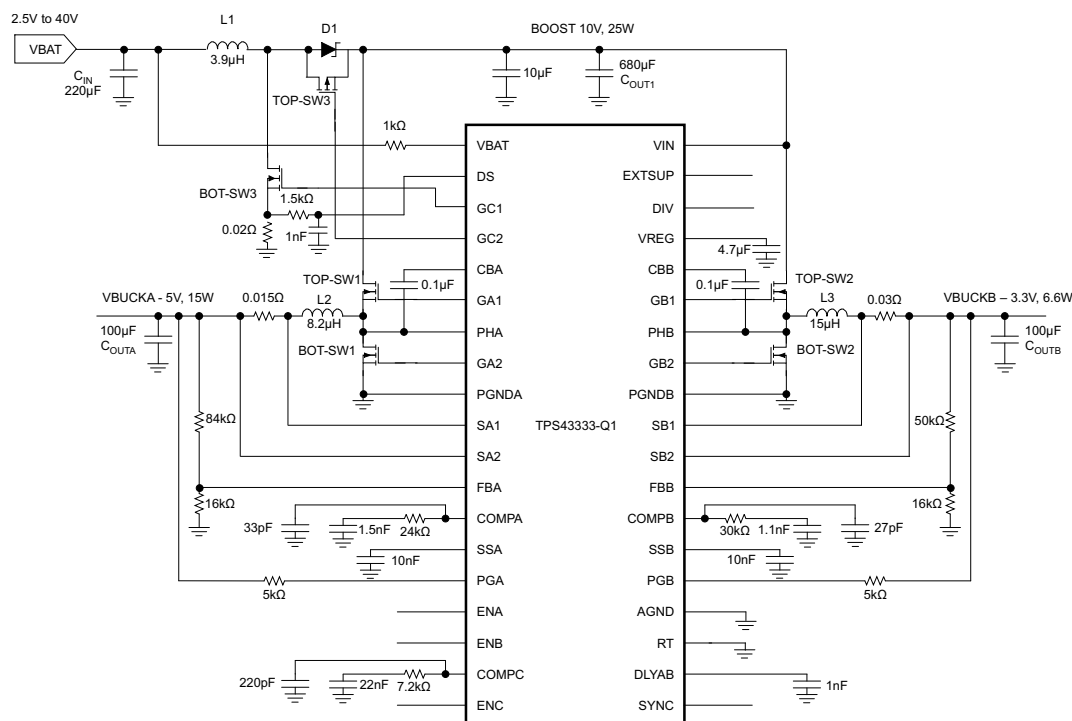 2.5V to 40V
L1
D1
BOOST 10V, 25W
VBAT
3.9µH
CIN
220µF
10µF
680µF
COUT1
TOP-SW3
1kΩ
VBAT
VIN
DS
EXTSUP
BOT-SW3
1.5kΩ
GC1
DIV
0.02Ω
1nF
GC2
VREG
4.7µF
CBA
CBB
TOP-SW1
0.1µF
0.1µF
TOP-SW2
VBUCKA - 5V, 15W
0.015Ω
L2
GA1
GB1
L3
0.03Ω
VBUCKB – 3.3V, 6.6W
8.2µH
PHA
PHB
15µH
100µF
COUTA
BOT-SW1
BOT-SW2
100µF
COUTB
GA2
GB2
PGNDA
PGNDB
84kΩ
SA1
TPS43333-Q1
SB1
50kΩ
SA2
SB2
FBA
FBB
16kΩ
16kΩ
33pF
1.5nF
24kΩ
COMPA
COMPB
30kΩ
1.1nF
27pF
SSA
SSB
10nF
10nF
PGA
PGB
5kΩ
5kΩ
ENA
AGND
ENB
RT
220pF
22nF
7.2kΩ
COMPC
DLYAB
1nF
ENC
SYNC